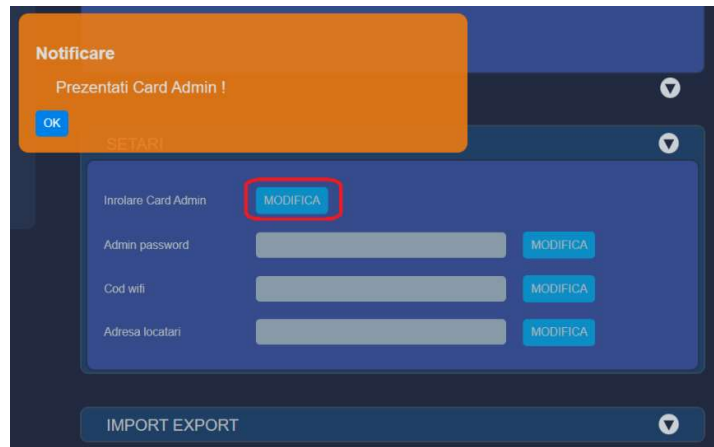 Notificare
Prezentati Card Admin !
OK
SETARI
Inrolare Card Admin MODIFICA
Admin password MODIFICA
Cod wifi MODIFICA
Adresa locatari MODIFICA
IMPORT EXPORT